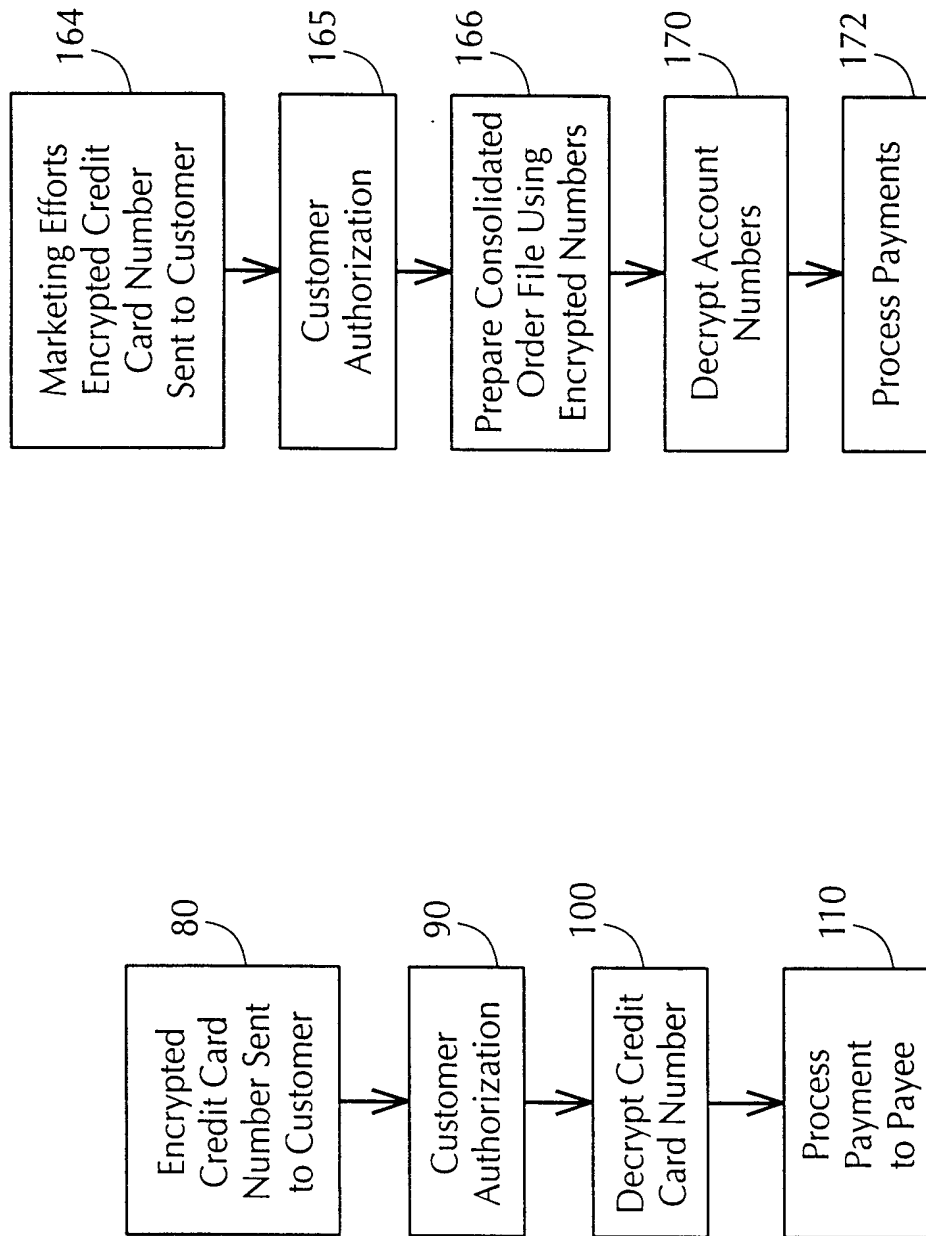 Encrypted
Credit Card
Number Sent
to Customer
80
Customer
Authorization
90
Decrypt Credit
Card Number
100
Process
Payment
to Payee
110
Marketing Efforts
Encrypted Credit
Card Number
Sent to Customer
164
Customer
Authorization
165
Prepare Consolidated
Order File Using
Encrypted Numbers
166
Decrypt Account
Numbers
170
Process Payments
172